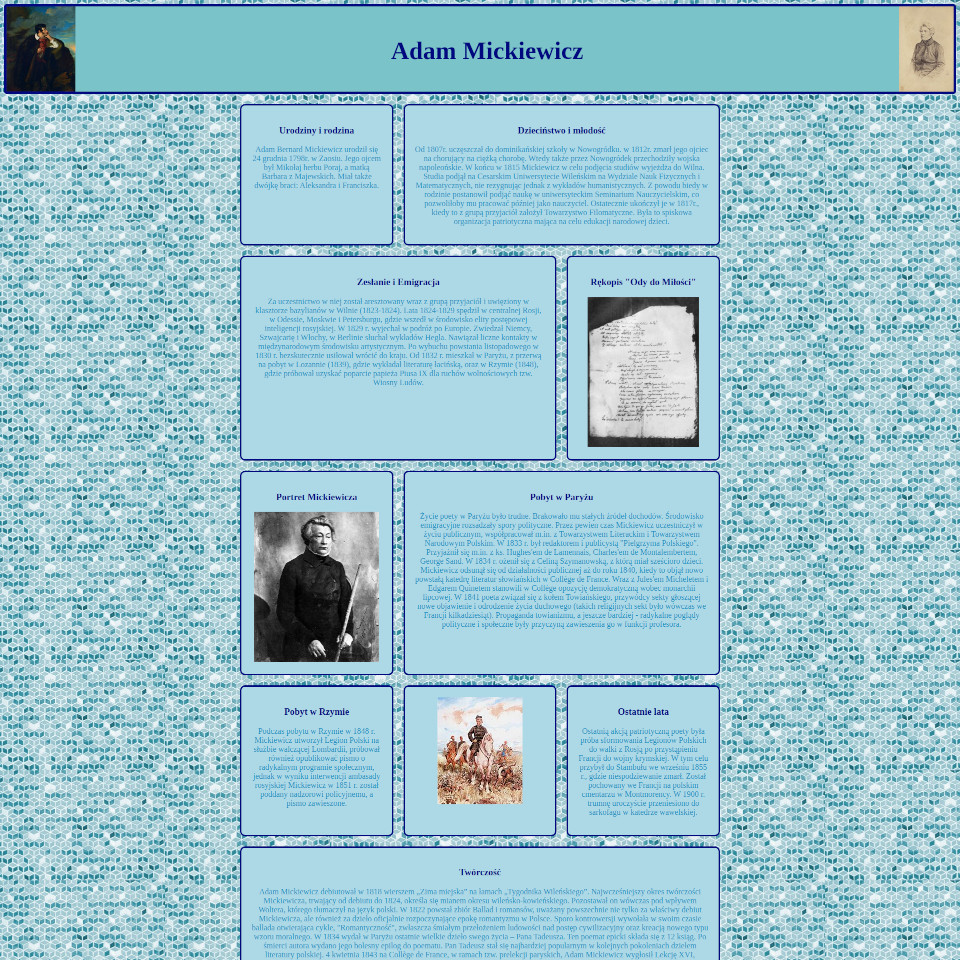 Adam Mickiewicz
Urodziny i rodzina
Adam Bernard Mickiewicz urodził się
24 grudnia 1798r. w Zaosiu. Jego ojcem
był Mikołaj herbu Poraj, a matką
Barbara z Majewskich. Miał także
dwójkę braci: Aleksandra i Franciszka.
Dzieciństwo i młodość
Od 1807r. uczęszczał do dominikańskiej szkoły w Nowogródku. w 1812r. zmarł jego ojciec
na chorujący na ciężką chorobę. Wtedy także przez Nowogródek przechodziły wojska
napoleońskie. W końcu w 1815 Mickiewicz w celu podjęcia studiów wyjeżdża do Wilna.
Studia podjął na Cesarskim Uniwersytecie Wileńskim na Wydziale Nauk Fizycznych i
Matematycznych, nie rezygnując jednak z wykładów humanistycznych. Z powodu biedy w
rodzinie postanowił podjąć naukę w uniwersyteckim Seminarium Nauczycielskim, co
pozwoliłoby mu pracować później jako nauczyciel. Ostatecznie ukończył je w 1817r.,
kiedy to z grupą przyjaciół założył Towarzystwo Filomatyczne. Była to spiskowa
organizacja patriotyczna mająca na celu edukacji narodowej dzieci.
Zesłanie i Emigracja
Za uczestnictwo w niej został aresztowany wraz z grupą przyjaciół i uwięziony w
klasztorze bazylianów w Wilnie (1823-1824). Lata 1824-1829 spędził w centralnej Rosji,
w Odessie, Moskwie i Petersburgu, gdzie wszedł w środowisko elity postępowej
inteligencji rosyjskiej. W 1829 r. wyjechał w podróż po Europie. Zwiedzał Niemcy,
Szwajcarię i Włochy, w Berlinie słuchał wykładów Hegla. Nawiązał liczne kontakty w
międzynarodowym środowisku artystycznym. Po wybuchu powstania listopadowego w
1830 r. bezskutecznie usiłował wrócić do kraju. Od 1832 r. mieszkał w Paryżu, z przerwą
na pobyt w Lozannie (1839), gdzie wykładał literaturę łacińską, oraz w Rzymie (1848),
gdzie próbował uzyskać poparcie papieża Piusa IX dla ruchów wolnościowych tzw.
Wiosny Ludów.
Rękopis "Ody do Miłości"
Portret Mickiewicza
Pobyt w Paryżu
Życie poety w Paryżu było trudne. Brakowało mu stałych źródeł dochodów. Środowisko
emigracyjne rozsadzały spory polityczne. Przez pewien czas Mickiewicz uczestniczył w
życiu publicznym, współpracował m.in. z Towarzystwem Literackim i Towarzystwem
Narodowym Polskim. W 1833 r. był redaktorem i publicystą "Pielgrzyma Polskiego".
Przyjaźnił się m.in. z ks. Hughes'em de Lamennais, Charles'em de Montalembertem,
George Sand. W 1834 r. ożenił się z Celiną Szymanowską, z którą miał sześcioro dzieci.
Mickiewicz odsunął się od działalności publicznej aż do roku 1840, kiedy to objął nowo
powstałą katedrę literatur słowiańskich w Collège de France. Wraz z Jules'em Micheletem i
Edgarem Quinetem stanowili w Collège opozycję demokratyczną wobec monarchii
lipcowej. W 1841 poeta związał się z kołem Towiańskiego, przywódcy sekty głoszącej
nowe objawienie i odrodzenie życia duchowego (takich religijnych sekt było wówczas we
Francji kilkadziesiąt). Propaganda towianizmu, a jeszcze bardziej - radykalne poglądy
polityczne i społeczne były przyczyną zawieszenia go w funkcji profesora.
Pobyt w Rzymie
Podczas pobytu w Rzymie w 1848 r.
Mickiewicz utworzył Legion Polski na
służbie walczącej Lombardii, próbował
również opublikować pismo o
radykalnym programie społecznym,
jednak w wyniku interwencji ambasady
rosyjskiej Mickiewicz w 1851 r. został
poddany nadzorowi policyjnemu, a
pismo zawieszone.
Ostatnie lata
Ostatnią akcją patriotyczną poety była
próba sformowania Legionów Polskich
do walki z Rosją po przystąpieniu
Francji do wojny krymskiej. W tym celu
przybył do Stambułu we wrześniu 1855
r., gdzie niespodziewanie zmarł. Został
pochowany we Francji na polskim
cmentarzu w Montmorency. W 1900 r.
trumnę uroczyście przeniesiono do
sarkofagu w katedrze wawelskiej.
Twórczość
Adam Mickiewicz debiutował w 1818 wierszem „Zima miejska” na łamach „Tygodnika Wileńskiego”. Najwcześniejszy okres twórczości
Mickiewicza, trwający od debiutu do 1824, określa się mianem okresu wileńsko-kowieńskiego. Pozostawał on wówczas pod wpływem
Woltera, którego tłumaczył na język polski. W 1822 powstał zbiór Ballad i romansów, uważany powszechnie nie tylko za właściwy debiut
Mickiewicza, ale również za dzieło oficjalnie rozpoczynające epokę romantyzmu w Polsce. Sporo kontrowersji wywołała w swoim czasie
ballada otwierająca cykle, "Romantyczność", zwłaszcza śmiałym przełożeniem ludowości nad postęp cywilizacyjny oraz kreacją nowego typu
wzoru moralnego. W 1834 wydał w Paryżu ostatnie wielkie dzieło swego życia – Pana Tadeusza. Ten poemat epicki składa się z 12 ksiąg. Po
śmierci autora wydano jego bolesny epilog do poematu. Pan Tadeusz stał się najbardziej popularnym w kolejnych pokoleniach dziełem
literatury polskiej. 4 kwietnia 1843 na Collège de France, w ramach tzw. prelekcji paryskich, Adam Mickiewicz wygłosił Lekcję XVI,